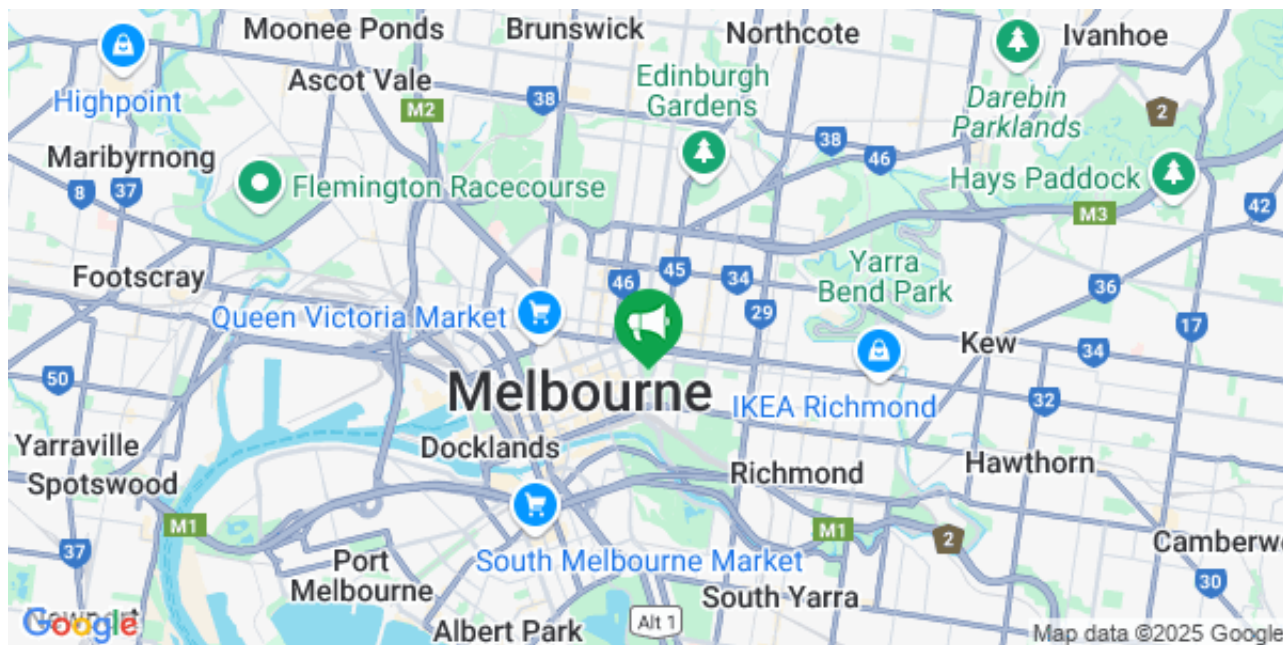 Moonee Ponds
Brunswick
Northcote
Ivanhoe
Highpoint
Ascot Vale
M2
38
Edinburgh
Gardens
Darebin
Parklands
2
Maribyrnong
8
37
Flemington Racecourse
38
46
Hays Paddock
M3
42
Footscray
46
45
34
29
Yarra
Bend Park
36
17
Queen Victoria Market
Kew
34
Melbourne
50
IKEA Richmond
32
Yarraville
Docklands
Spotswood
Richmond
Hawthorn
M1
M1
2
37
Port
Melbourne
South Melbourne Market
Camberwe
30
South Yarra
Albert Park
Alt 1
Newport
Google
Map data ©2025 Google